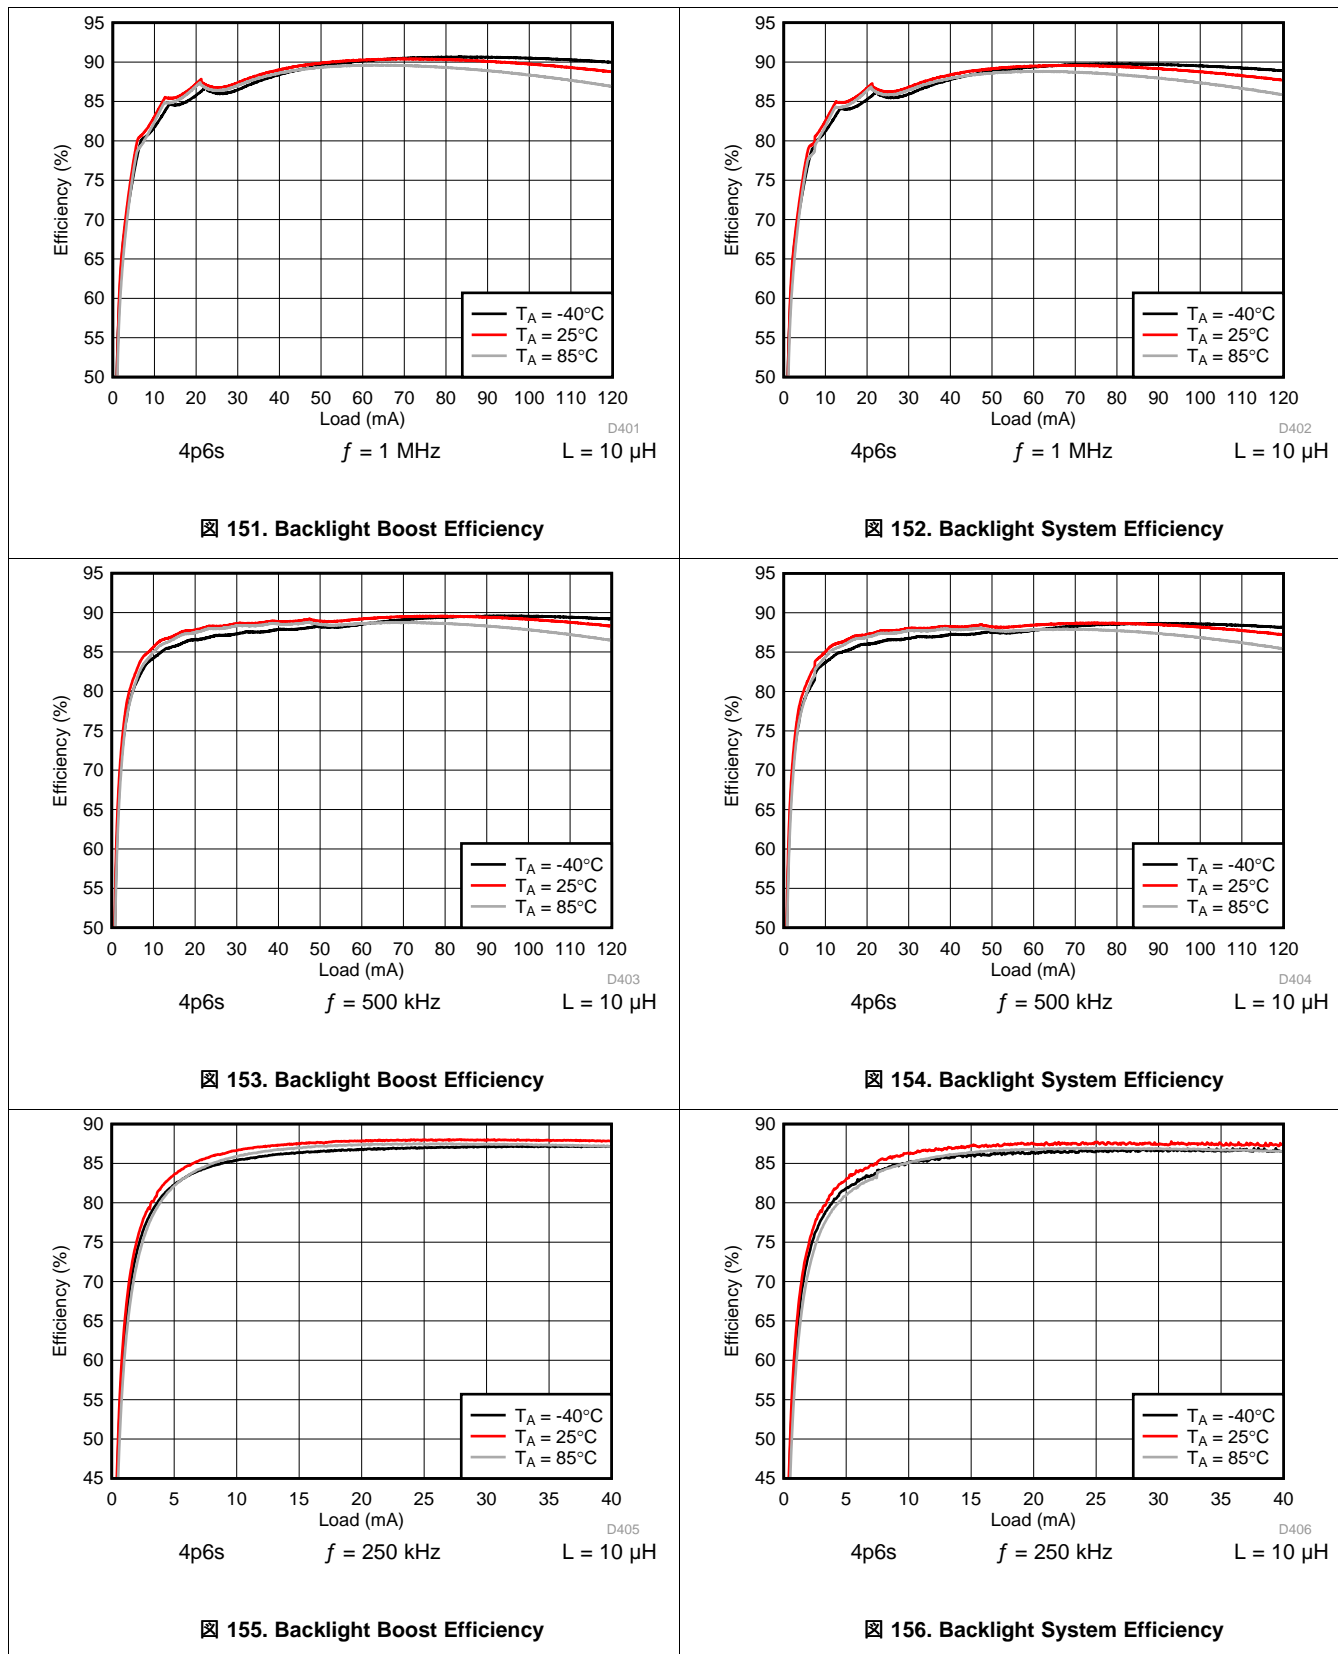 95
90
85
80
75
70
65
60
55
50
Efficiency (%)
0 10 20 30 40 50 60 70 80 90 100 110 120
Load (mA)
TA = -40°C
TA = 25°C
TA = 85°C
D401
4p6s ƒ = 1 MHz L = 10 µH
図 151. Backlight Boost Efficiency
95
90
85
80
75
70
65
60
55
50
Efficiency (%)
0 10 20 30 40 50 60 70 80 90 100 110 120
Load (mA)
TA = -40°C
TA = 25°C
TA = 85°C
D402
4p6s ƒ = 1 MHz L = 10 µH
図 152. Backlight System Efficiency
95
90
85
80
75
70
65
60
55
50
Efficiency (%)
0 10 20 30 40 50 60 70 80 90 100 110 120
Load (mA)
TA = -40°C
TA = 25°C
TA = 85°C
D403
4p6s ƒ = 500 kHz L = 10 µH
図 153. Backlight Boost Efficiency
95
90
85
80
75
70
65
60
55
50
Efficiency (%)
0 10 20 30 40 50 60 70 80 90 100 110 120
Load (mA)
TA = -40°C
TA = 25°C
TA = 85°C
D404
4p6s ƒ = 500 kHz L = 10 µH
図 154. Backlight System Efficiency
90
85
80
75
70
65
60
55
50
45
Efficiency (%)
0 5 10 15 20 25 30 35 40
Load (mA)
TA = -40°C
TA = 25°C
TA = 85°C
D405
4p6s ƒ = 250 kHz L = 10 µH
図 155. Backlight Boost Efficiency
90
85
80
75
70
65
60
55
50
45
Efficiency (%)
0 5 10 15 20 25 30 35 40
Load (mA)
TA = -40°C
TA = 25°C
TA = 85°C
D406
4p6s ƒ = 250 kHz L = 10 µH
図 156. Backlight System Efficiency